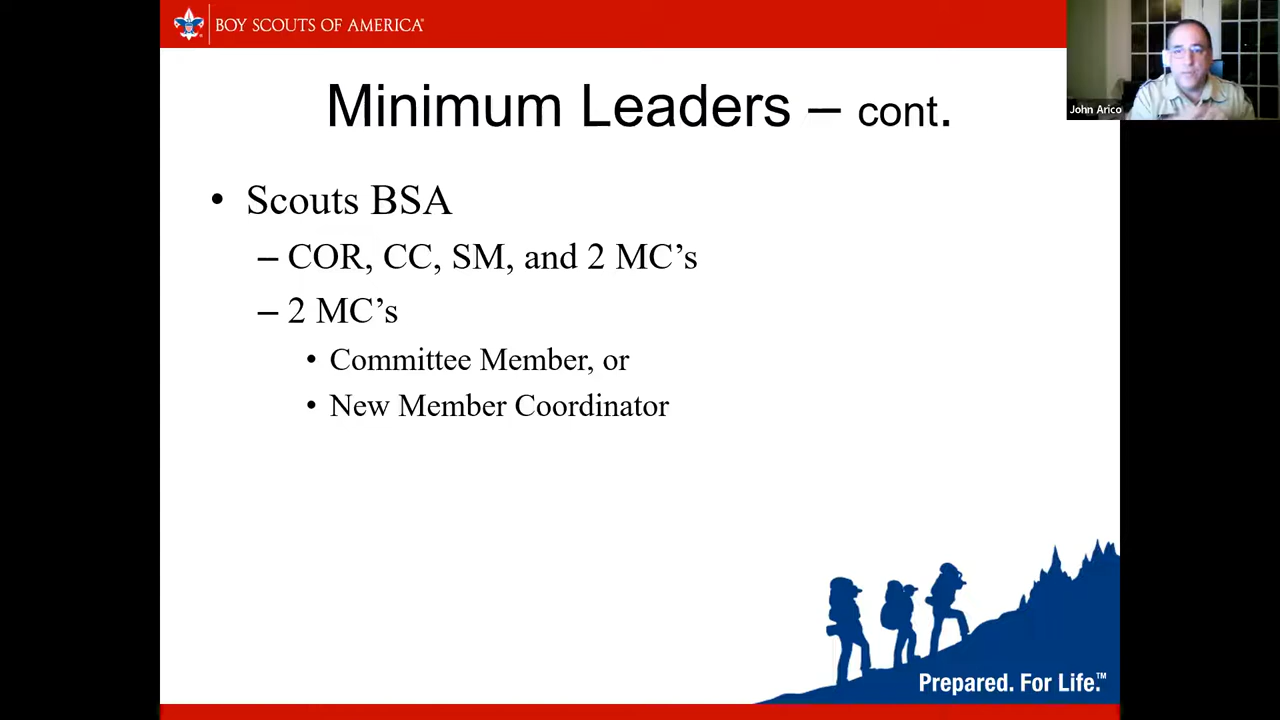 BOY SCOUTS OF AMERICA®
John Arico
Minimum Leaders – cont.
• Scouts BSA
– COR, CC, SM, and 2 MC's
– 2 MC's
• Committee Member, or
• New Member Coordinator
Prepared. For Life.™